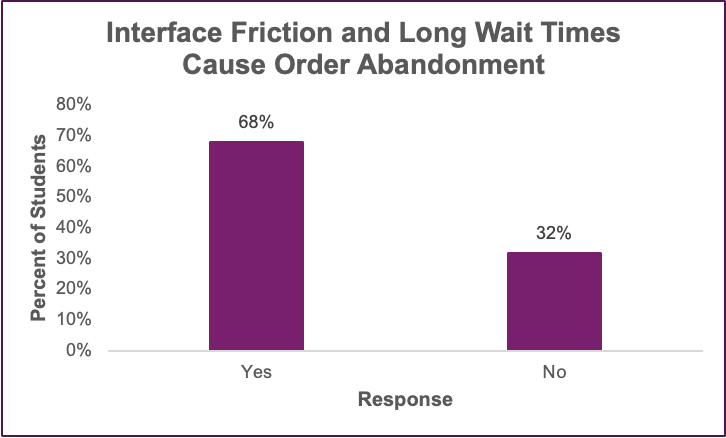 Interface Friction and Long Wait Times
Cause Order Abandonment
Percent of Students
80%
70%
60%
50%
40%
30%
20%
10%
0%
68%
32%
Yes
No
Response